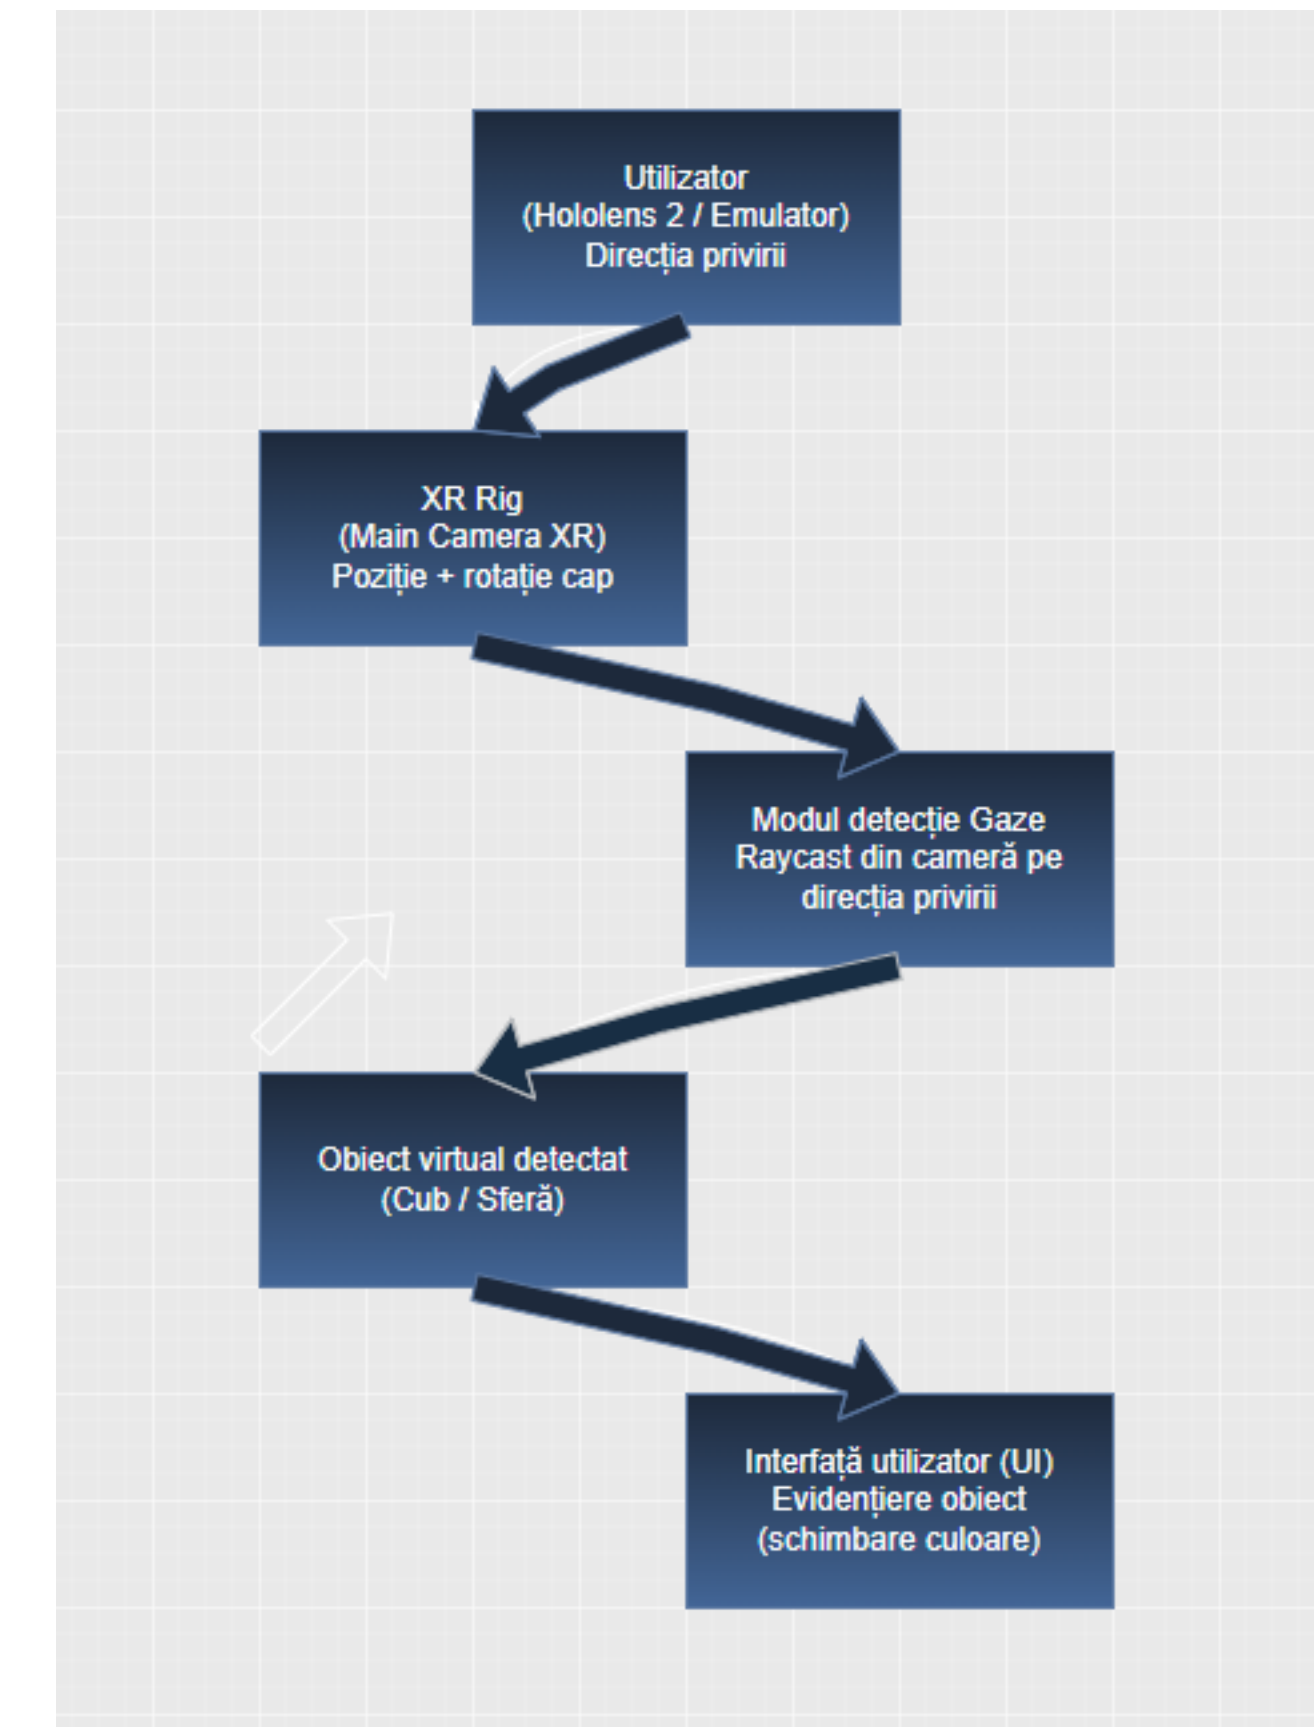 Utilizator
(Hololens 2 / Emulator)
Direcția privirii
XR Rig
(Main Camera XR)
Poziție + rotație cap
Modul detecție Gaze
Raycast din cameră pe
direcția privirii
Obiect virtual detectat
(Cub / Sferă)
Interfață utilizator (UI)
Evidențiere obiect
(schimbare culoare)